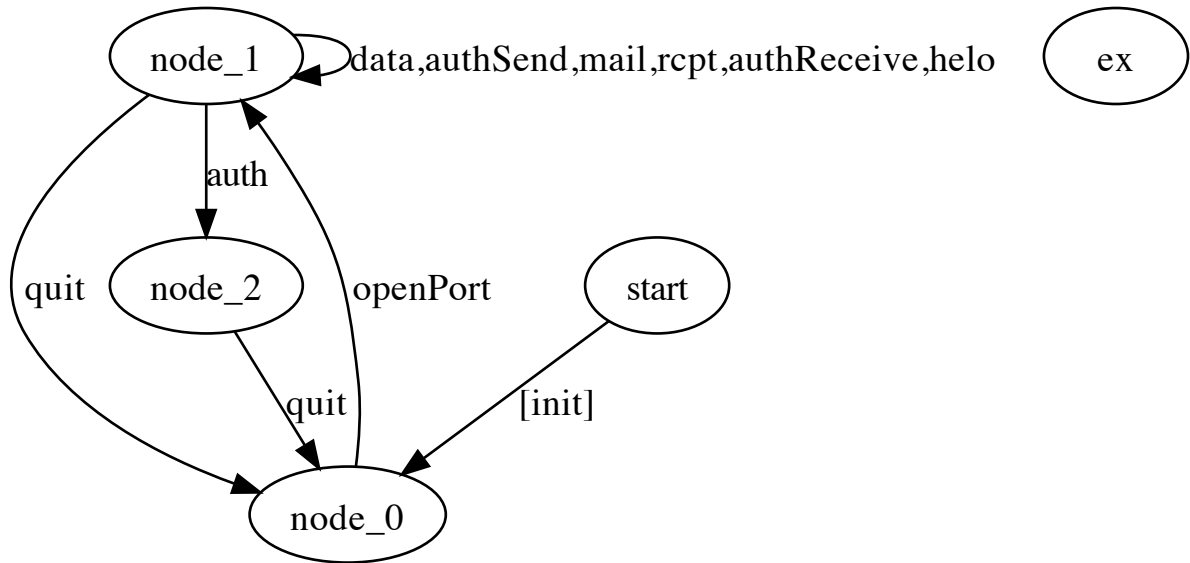 node_1
data,authSend,mail,rcpt,authReceive,helo
ex
auth
quit
node_2
openPort
start
quit
[init]
node_0